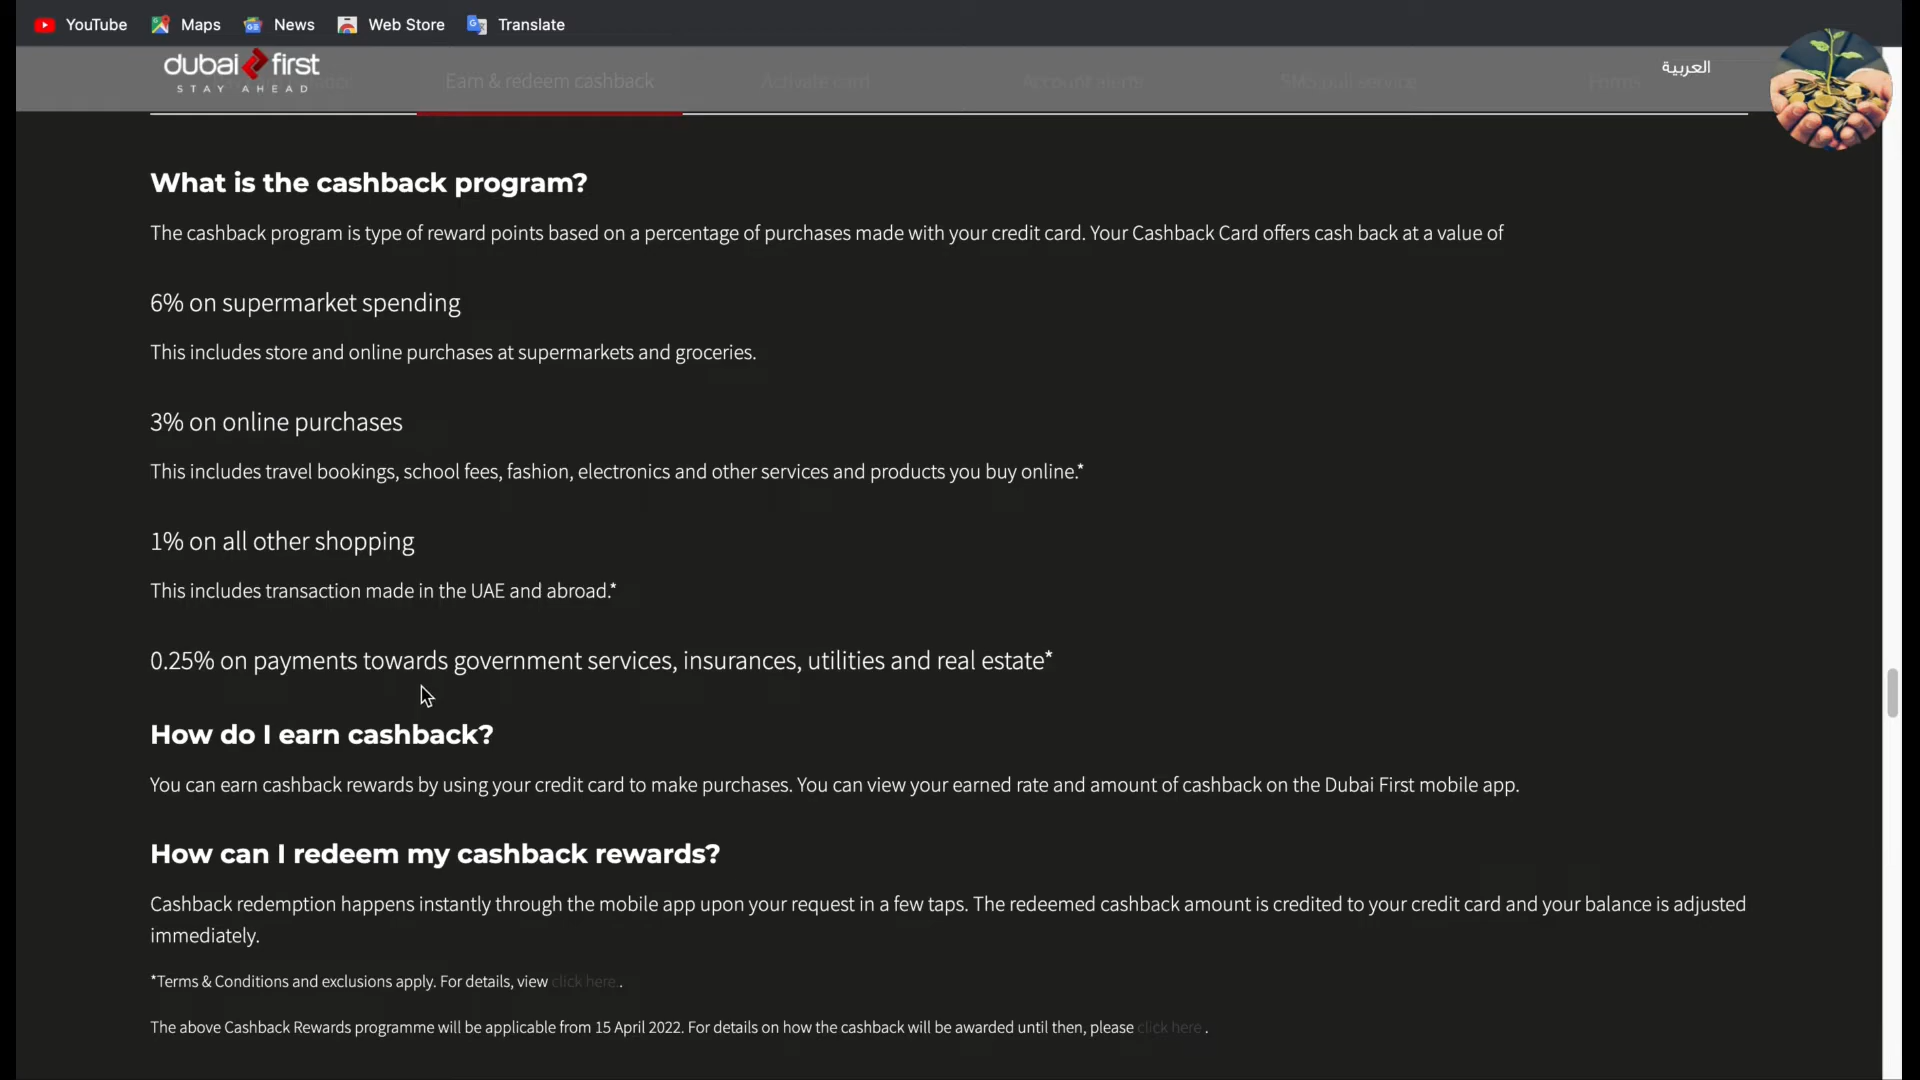 YouTube Maps News Web Store Translate
dubai first
STAY AHEAD
العربية
Earn & redeem cashback Activate card Account alerts SMS pull service Forms
What is the cashback program?
The cashback program is type of reward points based on a percentage of purchases made with your credit card. Your Cashback Card offers cash back at a value of
6% on supermarket spending
This includes store and online purchases at supermarkets and groceries.
3% on online purchases
This includes travel bookings, school fees, fashion, electronics and other services and products you buy online.*
1% on all other shopping
This includes transaction made in the UAE and abroad.*
0.25% on payments towards government services, insurances, utilities and real estate*
How do I earn cashback?
You can earn cashback rewards by using your credit card to make purchases. You can view your earned rate and amount of cashback on the Dubai First mobile app.
How can I redeem my cashback rewards?
Cashback redemption happens instantly through the mobile app upon your request in a few taps. The redeemed cashback amount is credited to your credit card and your balance is adjusted
immediately.
*Terms & Conditions and exclusions apply. For details, view click here .
The above Cashback Rewards programme will be applicable from 15 April 2022. For details on how the cashback will be awarded until then, please click here .